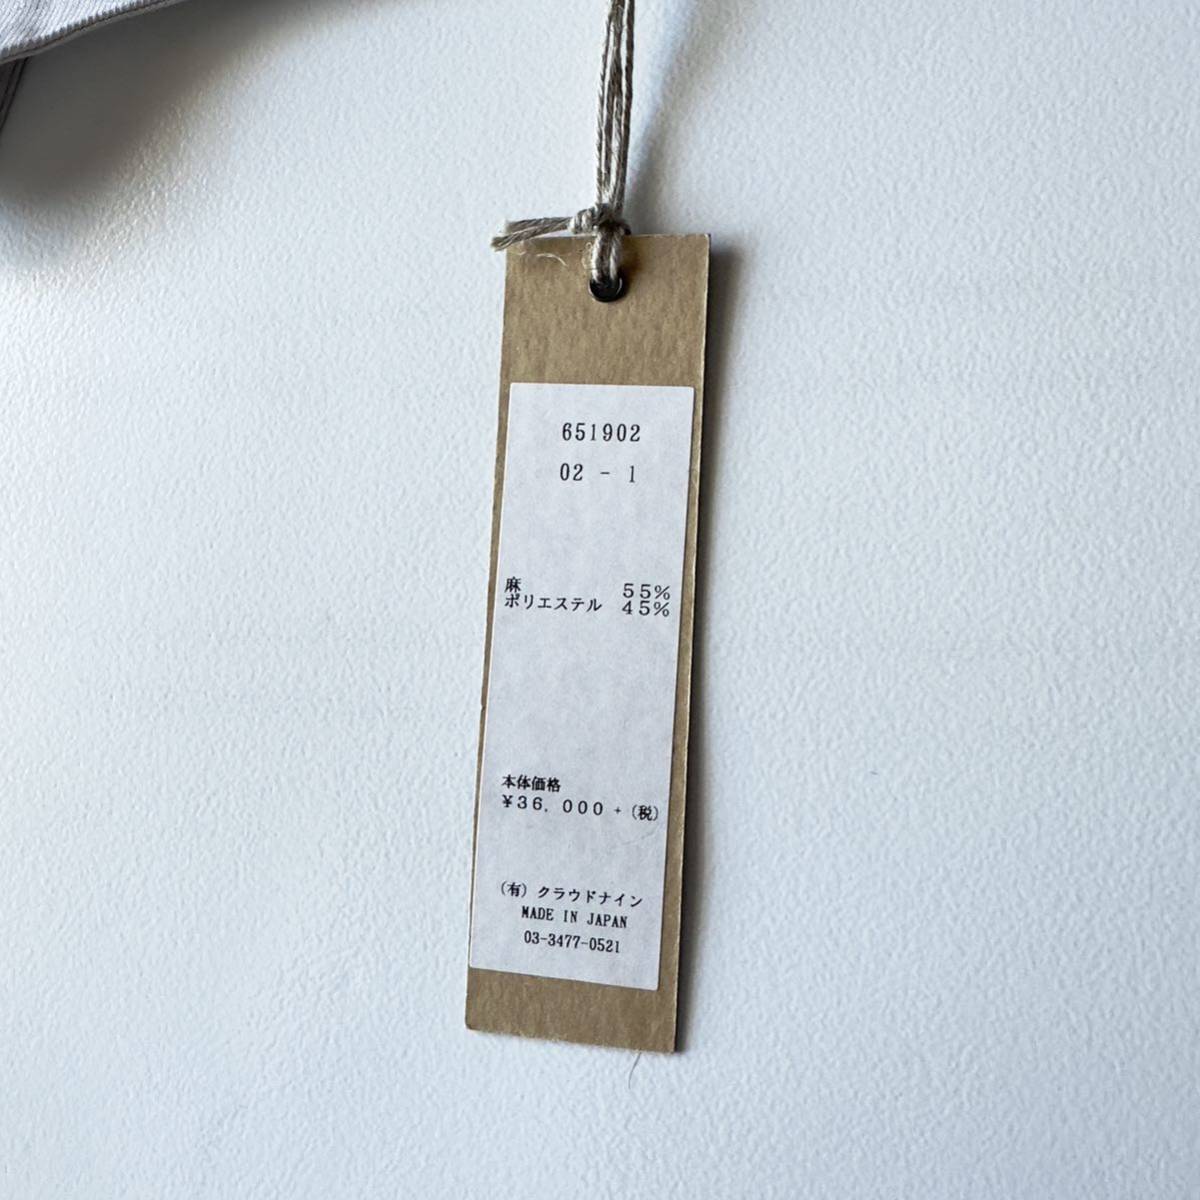 651902
02 - 1
麻 55%
ポリエステル 45%
本体価格
¥36,000 +(税)
(有)クラウドナイン
MADE IN JAPAN
03-3477-0521